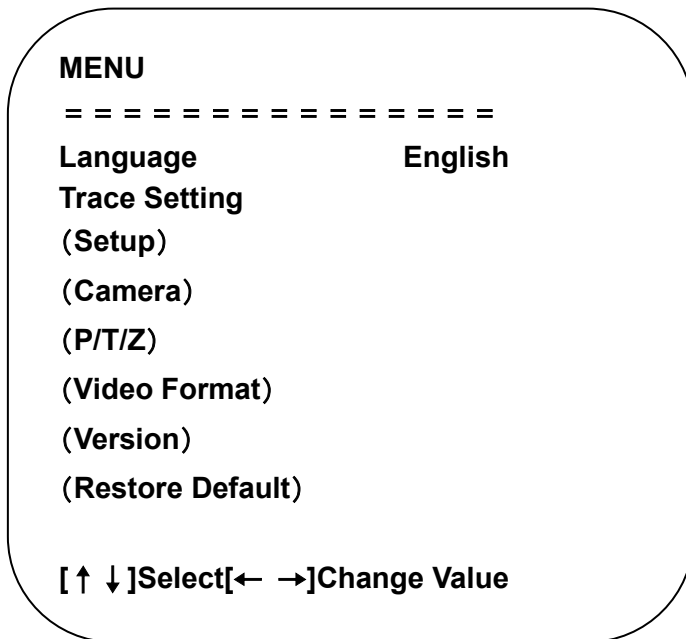 MENU
= = = = = = = = = = = = = = =
Language English
Trace Setting
（Setup）
（Camera）
（P/T/Z）
（Video Format）
（Version）
（Restore Default）
[↑ ↓]Select[← →]Change Value